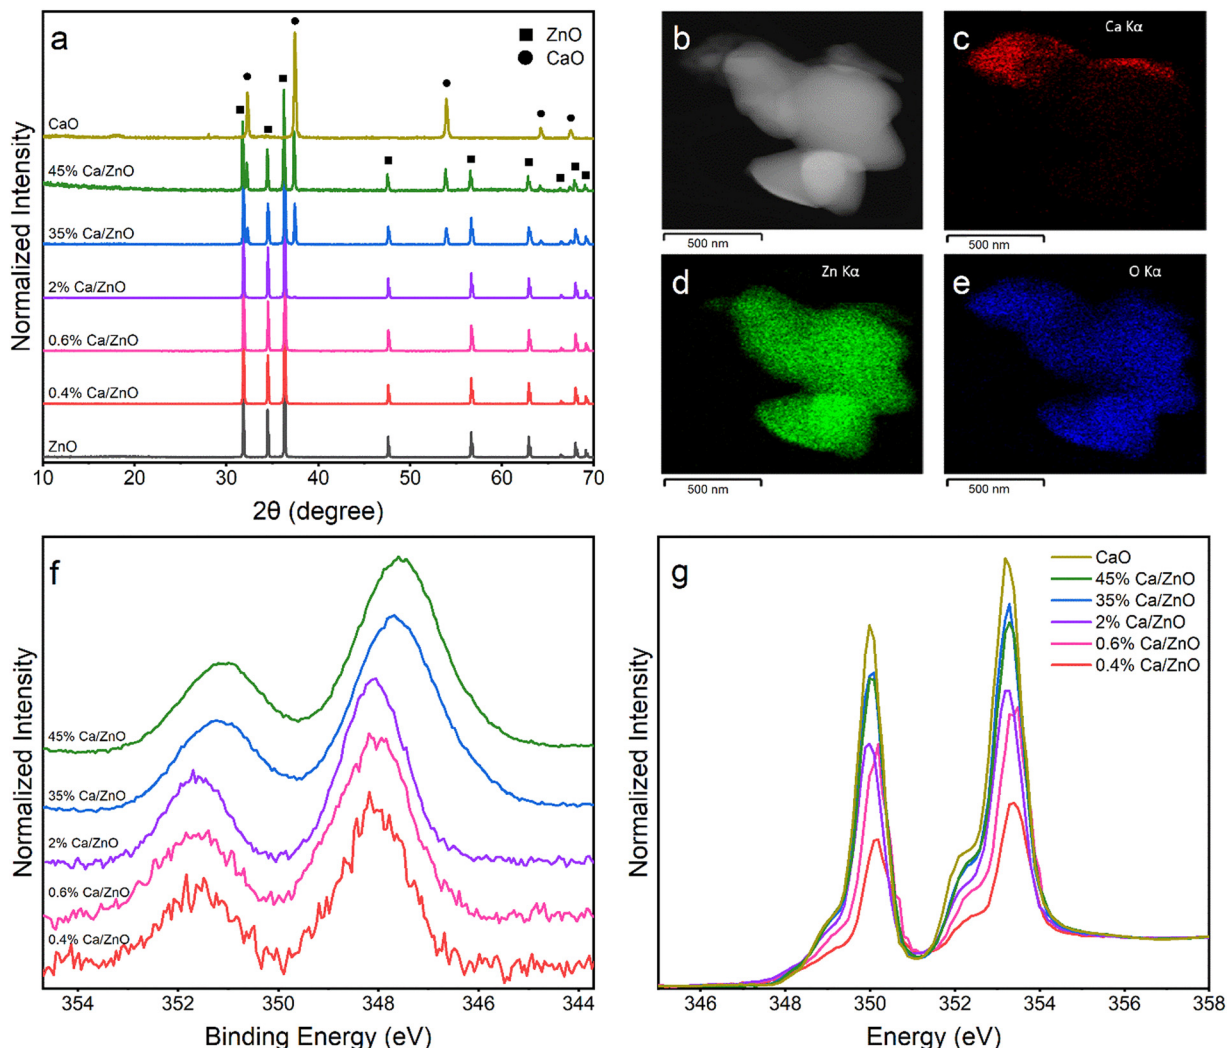 a
■ ZnO
● CaO
CaO
45% Ca/ZnO
35% Ca/ZnO
2% Ca/ZnO
0.6% Ca/ZnO
0.4% Ca/ZnO
ZnO
Normalized Intensity
10 20 30 40 50 60 70
2θ (degree)
b
500 nm
c
Ca Kα
500 nm
d
Zn Kα
500 nm
e
O Kα
500 nm
f
45% Ca/ZnO
35% Ca/ZnO
2% Ca/ZnO
0.6% Ca/ZnO
0.4% Ca/ZnO
Normalized Intensity
354 352 350 348 346 344
Binding Energy (eV)
g
CaO
45% Ca/ZnO
35% Ca/ZnO
2% Ca/ZnO
0.6% Ca/ZnO
0.4% Ca/ZnO
Normalized Intensity
346 348 350 352 354 356 358
Energy (eV)